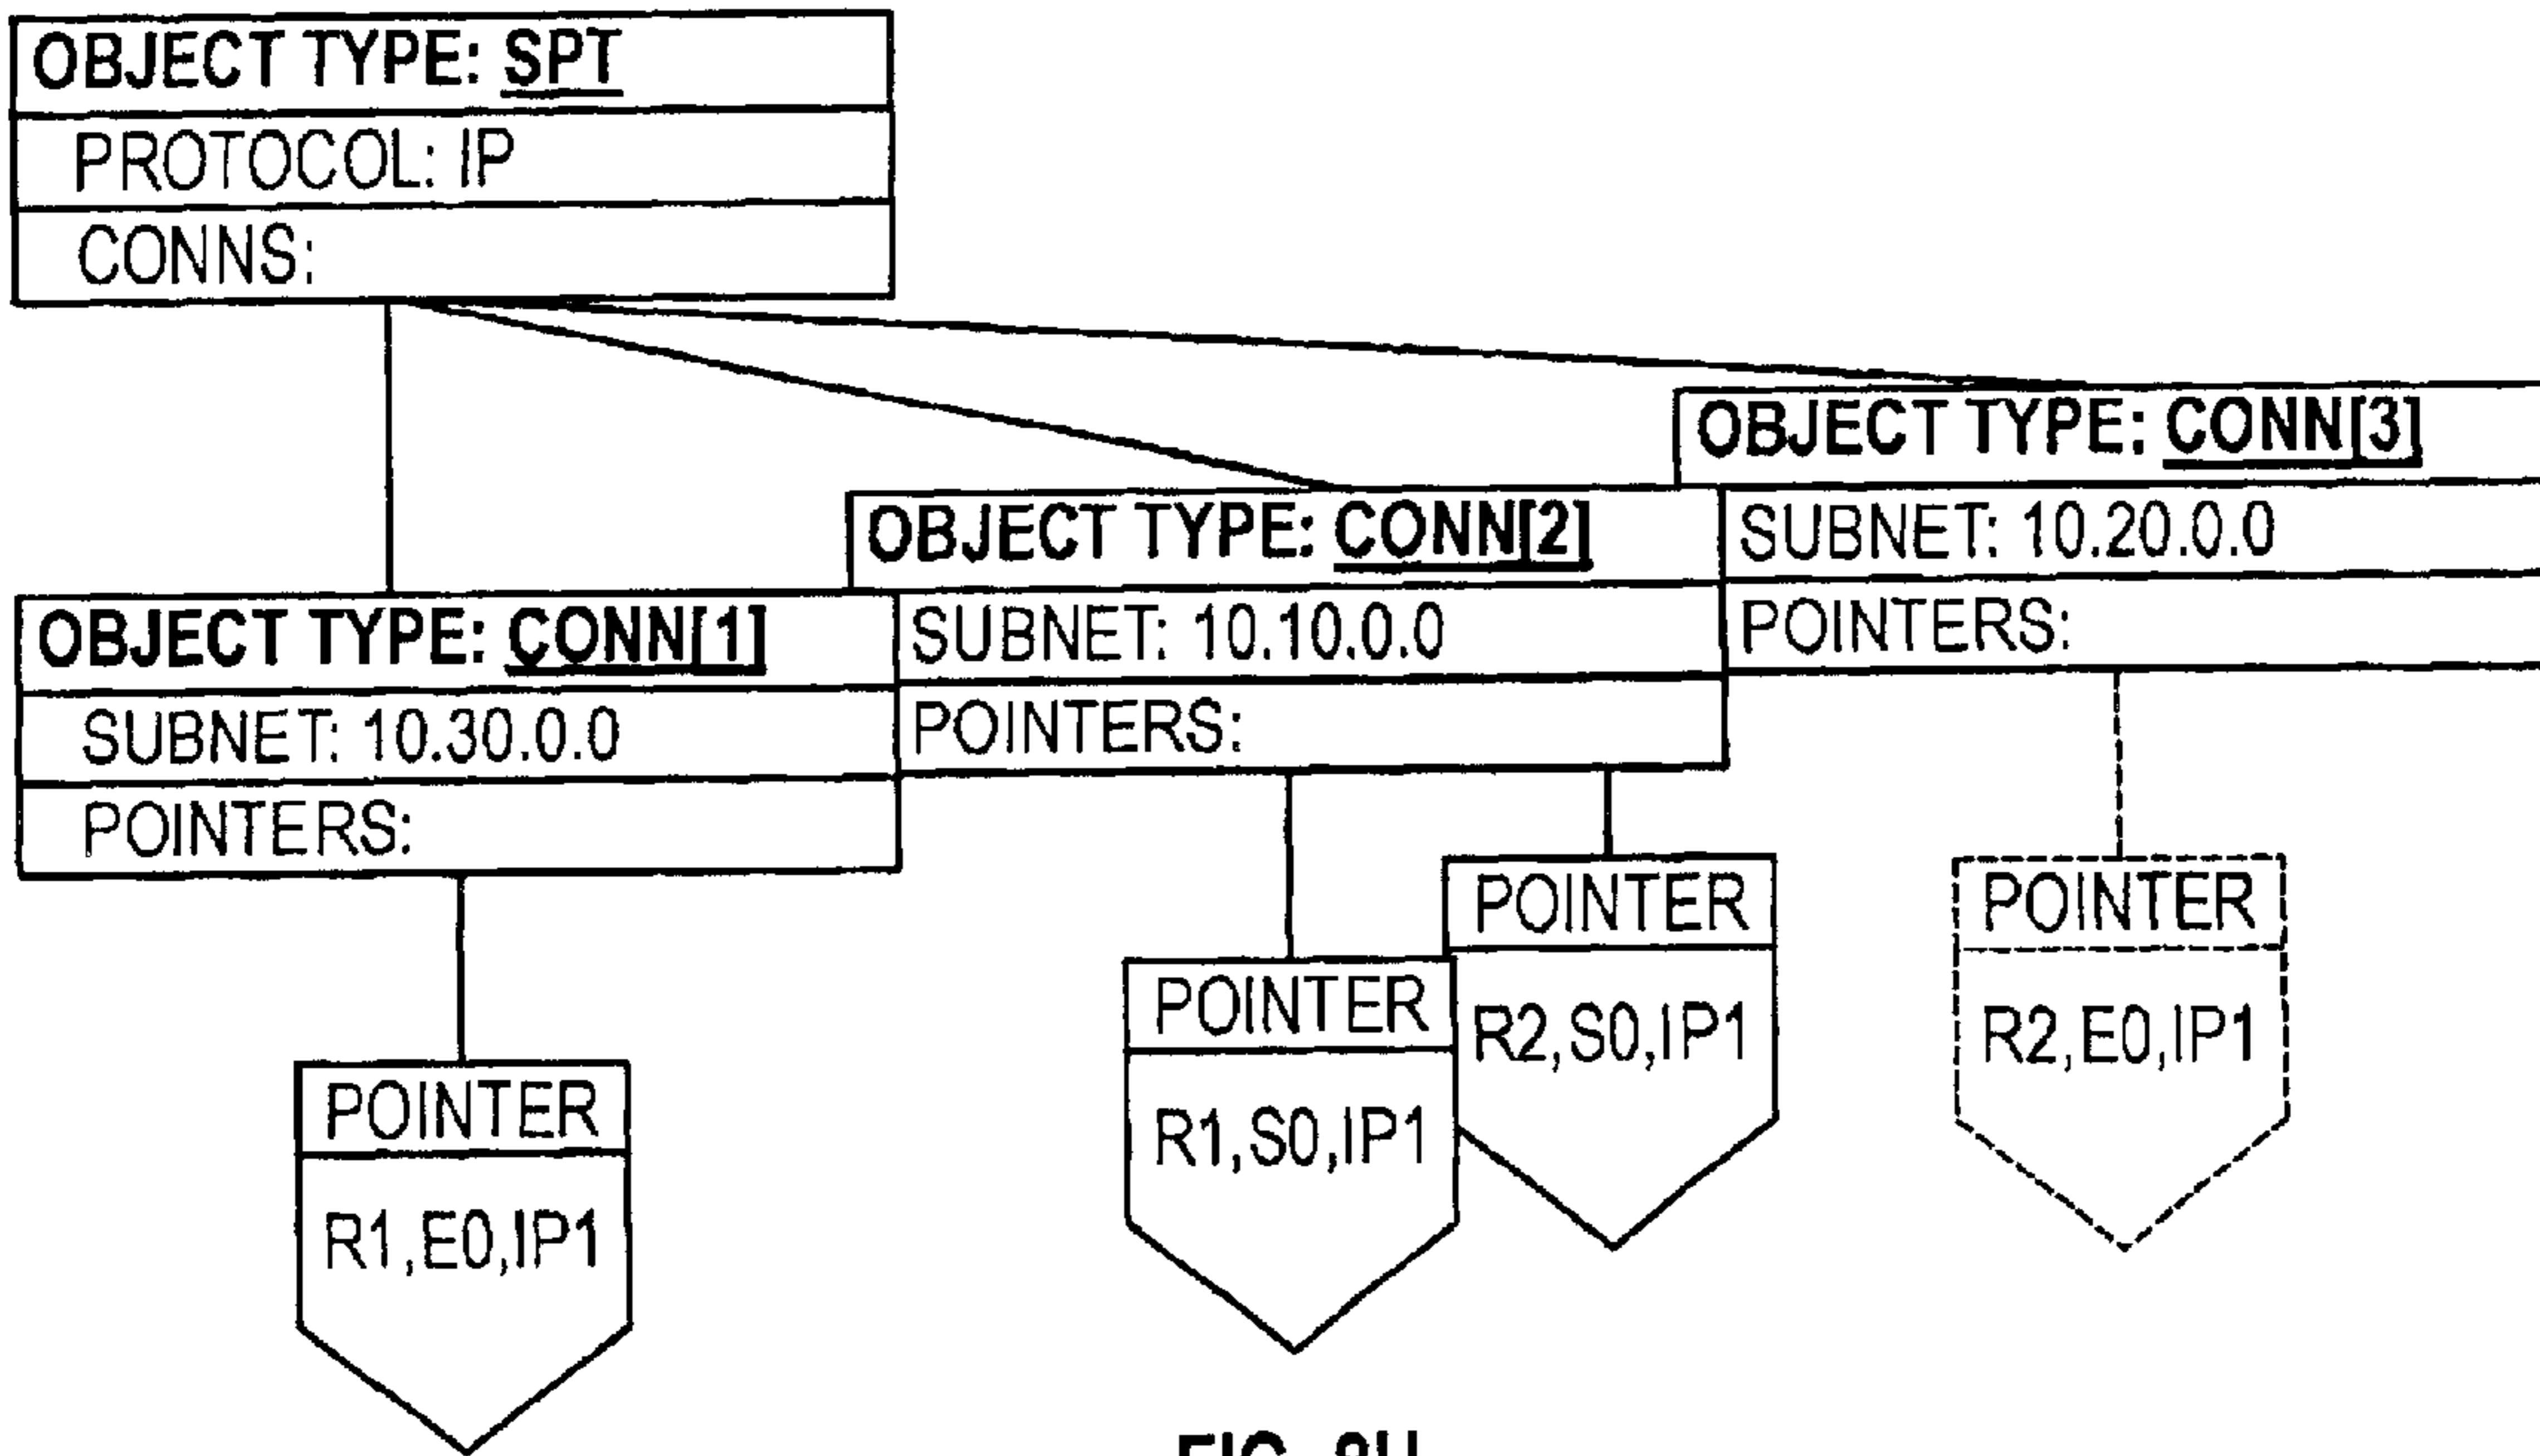 OBJECT TYPE: SPT
PROTOCOL: IP
CONNS:
OBJECT TYPE: CONN[3]
SUBNET: 10.20.0.0
POINTERS:
OBJECT TYPE: CONN[2]
SUBNET: 10.10.0.0
POINTERS:
OBJECT TYPE: CONN[1]
SUBNET: 10.30.0.0
POINTERS:
POINTER
R1,E0,IP1
POINTER
R1,S0,IP1
POINTER
R2,S0,IP1
POINTER
R2,E0,IP1
FIG.